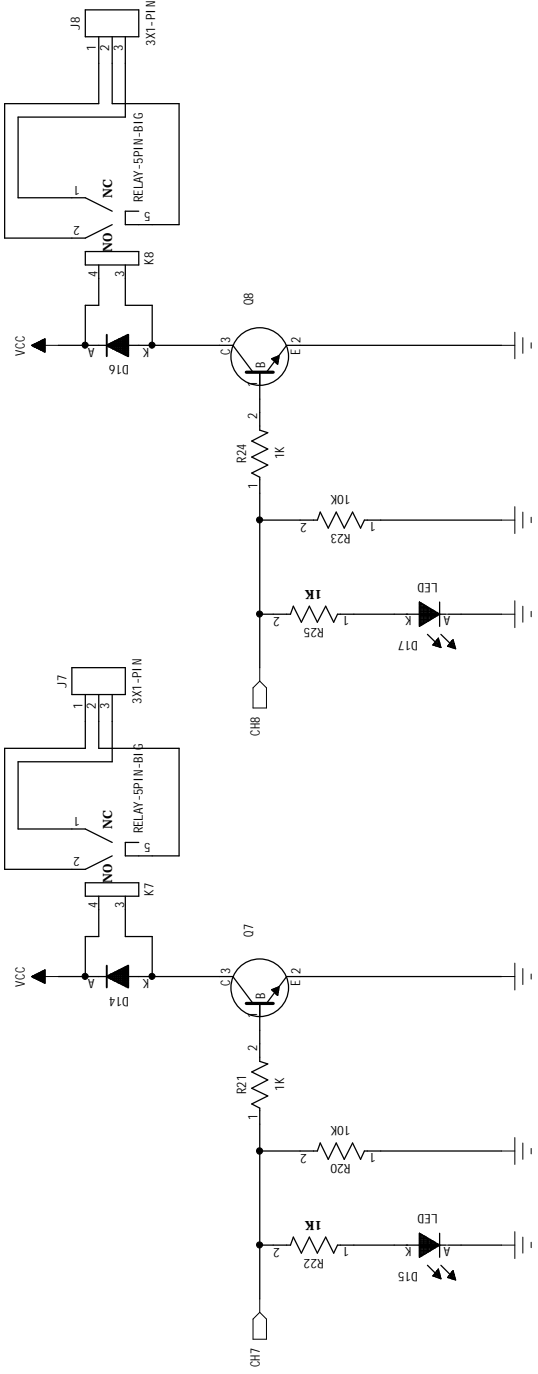 J8
3X1-PIN
1
2
3
RELAY-5PIN-BIG
NC
1
NO
2
5
K8
4
3
VCC
A
K
D16
Q8
C 3
B
1
E 2
R24
1K
1
2
10K
R23
2
1
1K
R25
2
1
LED
D17
K
A
CH8
J7
3X1-PIN
1
2
3
RELAY-5PIN-BIG
NC
1
NO
2
5
K7
4
3
VCC
A
K
D14
Q7
C 3
B
1
E 2
R21
1K
1
2
10K
R20
2
1
1K
R22
2
1
LED
D15
K
A
CH7